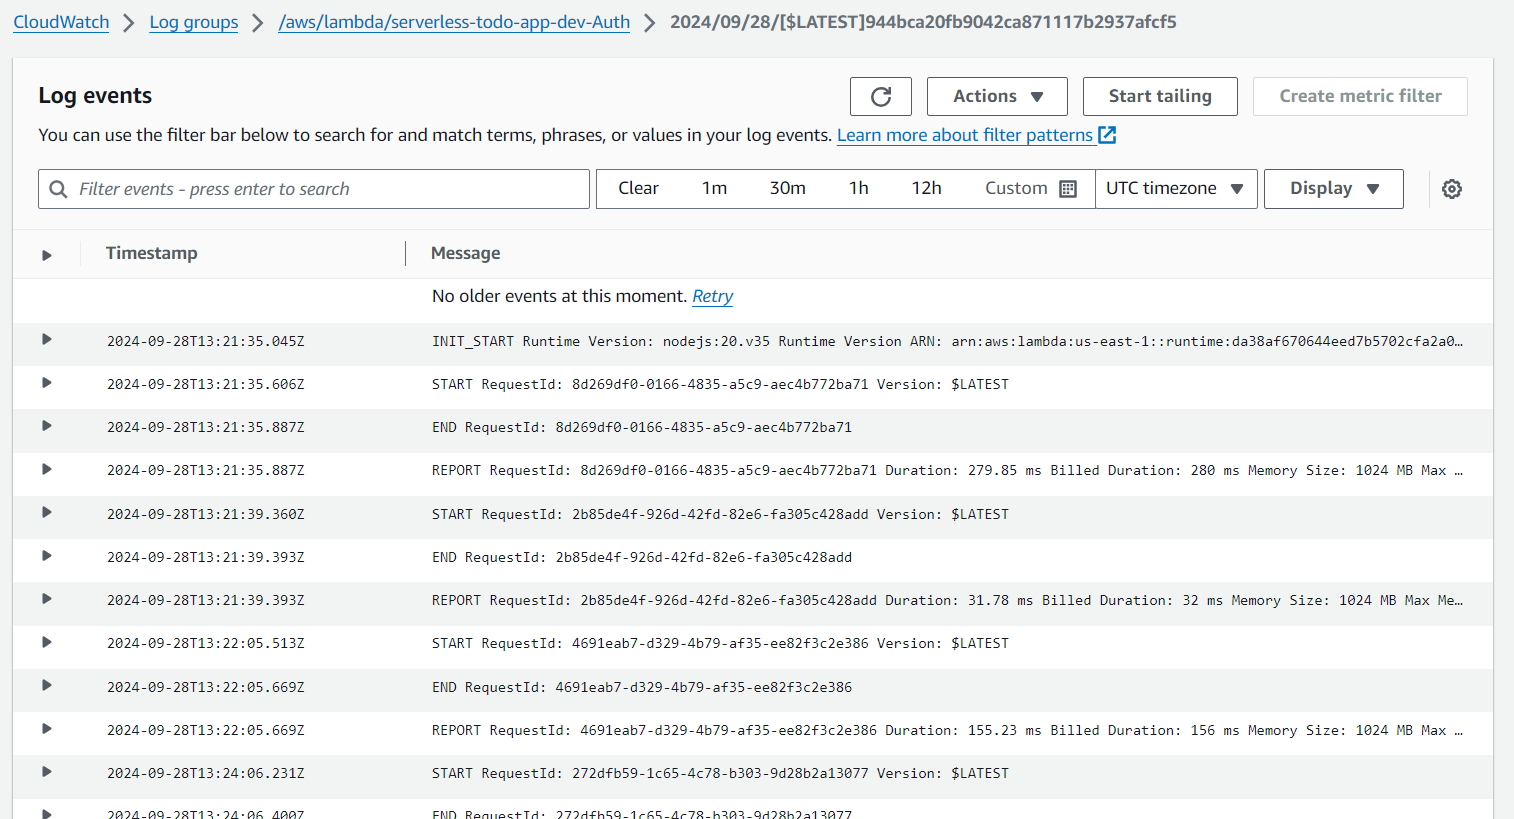 CloudWatch > Log groups > /aws/lambda/serverless-todo-app-dev-Auth > 2024/09/28/[$LATEST]944bca20fb9042ca871117b2937afcf5
Log events
Actions
Start tailing
Create metric filter
You can use the filter bar below to search for and match terms, phrases, or values in your log events. Learn more about filter patterns
Filter events - press enter to search
Clear 1m 30m 1h 12h Custom UTC timezone Display
Timestamp Message
No older events at this moment. Retry
2024-09-28T13:21:35.045Z INIT_START Runtime Version: nodejs:20.v35 Runtime Version ARN: arn:aws:lambda:us-east-1::runtime:da38af670644eed7b5702cfa2a0…
2024-09-28T13:21:35.606Z START RequestId: 8d269df0-0166-4835-a5c9-aec4b772ba71 Version: $LATEST
2024-09-28T13:21:35.887Z END RequestId: 8d269df0-0166-4835-a5c9-aec4b772ba71
2024-09-28T13:21:35.887Z REPORT RequestId: 8d269df0-0166-4835-a5c9-aec4b772ba71 Duration: 279.85 ms Billed Duration: 280 ms Memory Size: 1024 MB Max …
2024-09-28T13:21:39.360Z START RequestId: 2b85de4f-926d-42fd-82e6-fa305c428add Version: $LATEST
2024-09-28T13:21:39.393Z END RequestId: 2b85de4f-926d-42fd-82e6-fa305c428add
2024-09-28T13:21:39.393Z REPORT RequestId: 2b85de4f-926d-42fd-82e6-fa305c428add Duration: 31.78 ms Billed Duration: 32 ms Memory Size: 1024 MB Max Me…
2024-09-28T13:22:05.513Z START RequestId: 4691eab7-d329-4b79-af35-ee82f3c2e386 Version: $LATEST
2024-09-28T13:22:05.669Z END RequestId: 4691eab7-d329-4b79-af35-ee82f3c2e386
2024-09-28T13:22:05.669Z REPORT RequestId: 4691eab7-d329-4b79-af35-ee82f3c2e386 Duration: 155.23 ms Billed Duration: 156 ms Memory Size: 1024 MB Max …
2024-09-28T13:24:06.231Z START RequestId: 272dfb59-1c65-4c78-b303-9d28b2a13077 Version: $LATEST
2024-09-28T13:24:06.400Z END RequestId: 272dfb59-1c65-4c78-b303-9d28b2a13077